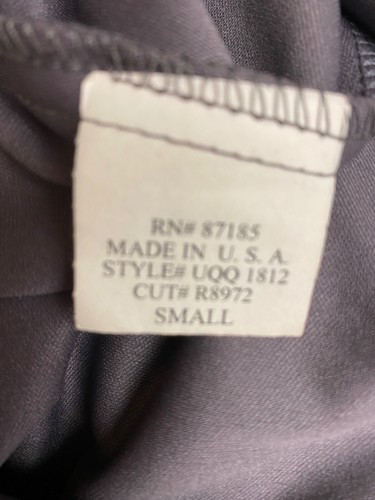 RN# 87185
MADE IN U. S. A.
STYLE# UQQ 1812
CUT# R8972
SMALL